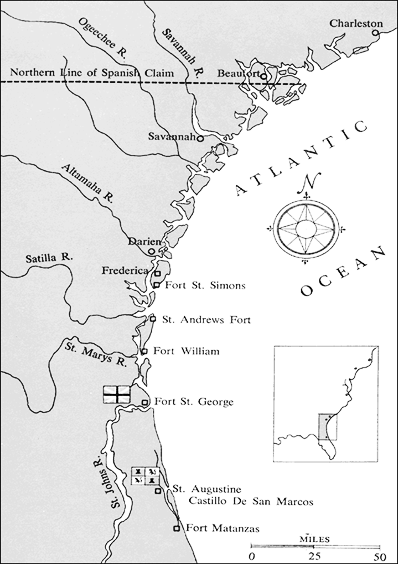 Charleston
Ogeechee R.
Savannah R.
Northern Line of Spanish Claim
Beaufort
Savannah
ATLANTIC
N
Altamaha R.
Darien
OCEAN
Satilla R.
Frederica
Fort St. Simons
St. Andrews Fort
St. Marys R.
Fort William
Fort St. George
St. Johns R.
St. Augustine
Castillo De San Marcos
Fort Matanzas
MILES
0 25 50